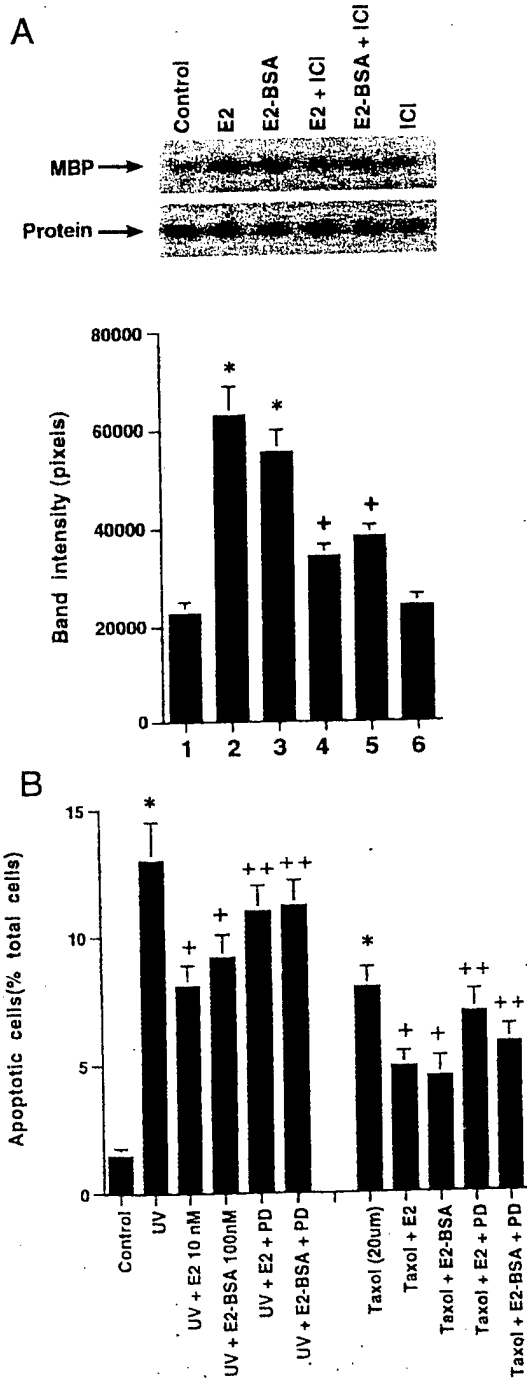 A
Control
E2
E2-BSA
E2 + ICI
E2-BSA + ICI
ICI
MBP
Protein
80000
60000
40000
20000
0
Band intensity (pixels)
* * + +
1 2 3 4 5 6
B
15
10
5
0
Apoptotic cells(% total cells)
* + + ++ ++ * + + ++ ++
Control
UV
UV + E2 10 nM
UV + E2-BSA 100nM
UV + E2 + PD
UV + E2-BSA + PD
Taxol (20um)
Taxol + E2
Taxol + E2-BSA
Taxol + E2 + PD
Taxol + E2-BSA + PD